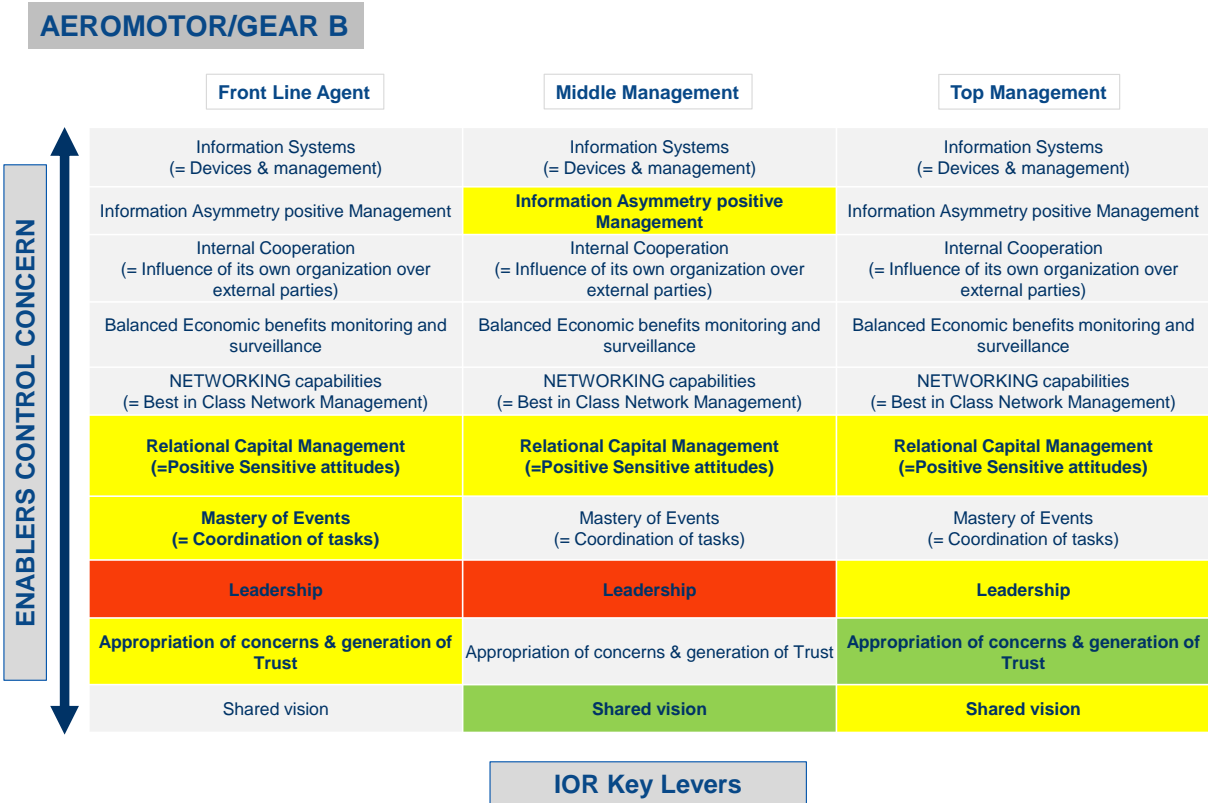 AEROMOTOR/GEAR B
Front Line Agent
Middle Management
Top Management
ENABLERS CONTROL CONCERN
Information Systems
(= Devices & management)
Information Systems
(= Devices & management)
Information Systems
(= Devices & management)
Information Asymmetry positive Management
Information Asymmetry positive
Management
Information Asymmetry positive Management
Internal Cooperation
(= Influence of its own organization over
external parties)
Internal Cooperation
(= Influence of its own organization over
external parties)
Internal Cooperation
(= Influence of its own organization over
external parties)
Balanced Economic benefits monitoring and
surveillance
Balanced Economic benefits monitoring and
surveillance
Balanced Economic benefits monitoring and
surveillance
NETWORKING capabilities
(= Best in Class Network Management)
NETWORKING capabilities
(= Best in Class Network Management)
NETWORKING capabilities
(= Best in Class Network Management)
Relational Capital Management
(=Positive Sensitive attitudes)
Relational Capital Management
(=Positive Sensitive attitudes)
Relational Capital Management
(=Positive Sensitive attitudes)
Mastery of Events
(= Coordination of tasks)
Mastery of Events
(= Coordination of tasks)
Mastery of Events
(= Coordination of tasks)
Leadership
Leadership
Leadership
Appropriation of concerns & generation of
Trust
Appropriation of concerns & generation of Trust
Appropriation of concerns & generation of
Trust
Shared vision
Shared vision
Shared vision
IOR Key Levers